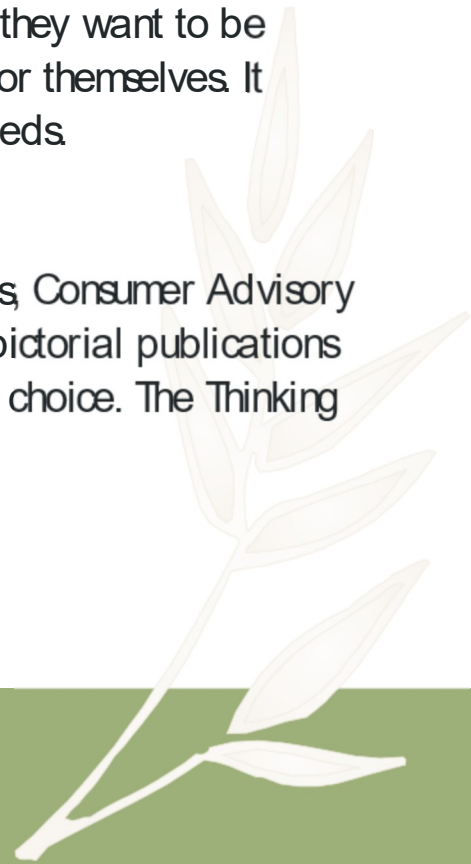 they want to be
or themselves. It
eds.
s, Consumer Advisory
pictorial publications
choice. The Thinking